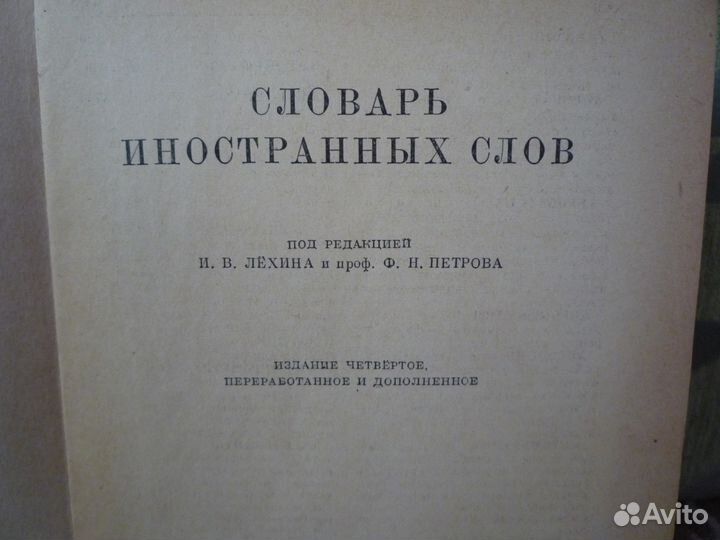 СЛОВАРЬ
ИНОСТРАННЫХ СЛОВ
ПОД РЕДАКЦИЕЙ
И. В. ЛЁХИНА и проф. Ф. Н. ПЕТРОВА
ИЗДАНИЕ ЧЕТВЁРТОЕ,
ПЕРЕРАБОТАННОЕ И ДОПОЛНЕННОЕ
Avito